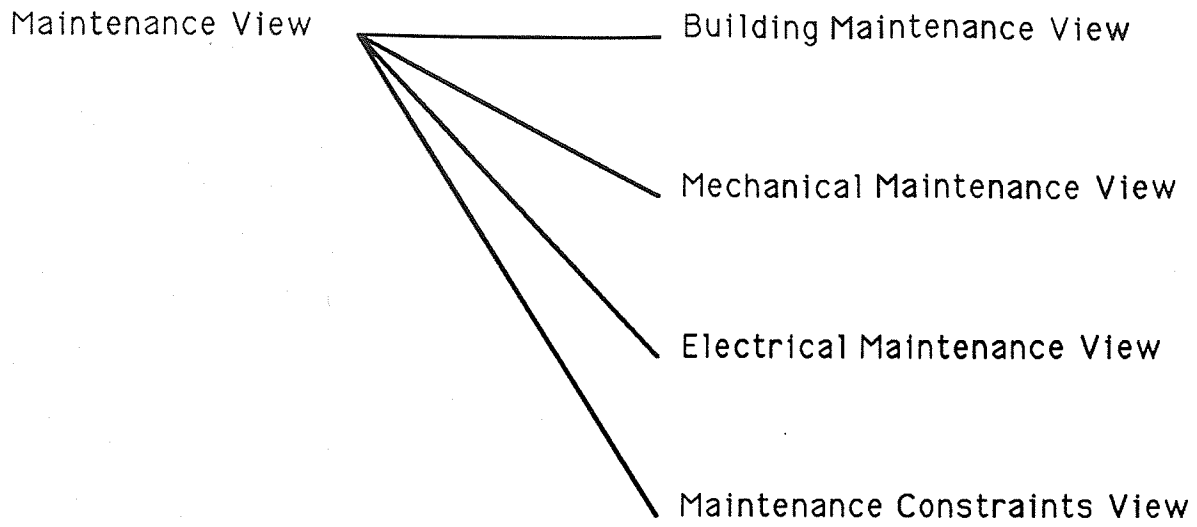 Maintenance View
Building Maintenance View
Mechanical Maintenance View
Electrical Maintenance View
Maintenance Constraints View